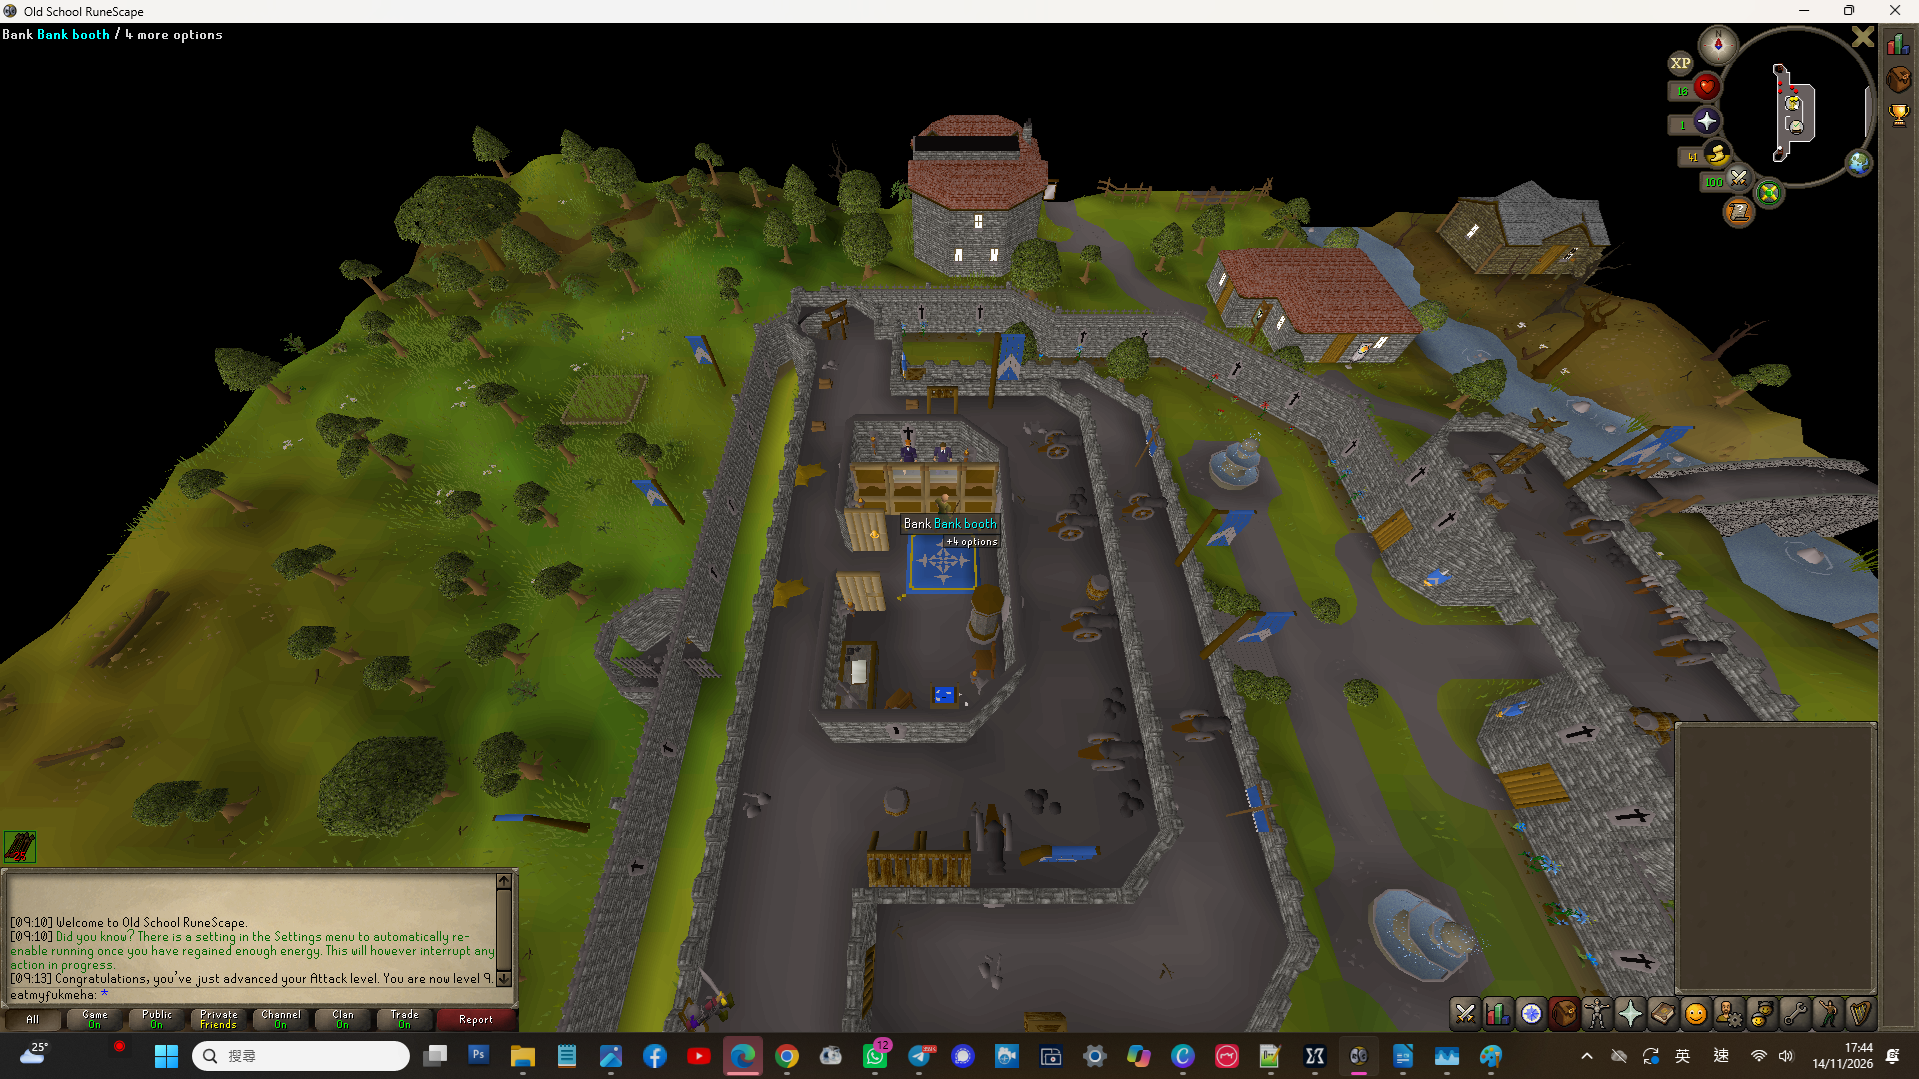 Old School RuneScape
Bank Bank booth / 4 more options
N
XP
16
1
41
100
Bank Bank booth
+4 options
[09:10] Welcome to Old School RuneScape.
[09:10] Did you know? There is a setting in the Settings menu to automatically re-
enable running once you have regained enough energy. This will however interrupt any
action in progress.
[09:13] Congratulations, you've just advanced your Attack level. You are now level 9.
eatmyfukmeha: *
All
Game
On
Public
On
Private
Friends
Channel
On
Clan
On
Trade
On
Report
25°
搜尋
Ps
12
英
速
17:44
14/11/2026